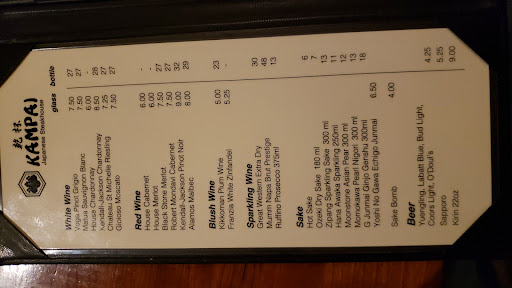 乾杯
KAMPAI
Japanese Steakhouse
glass bottle
White Wine
Voga Pinot Grigio 7.50 27
Matua Sauvignon Blanc 7.50 27
House Chardonnay 6.00 -
Kendall-Jackson Chardonnay 8.50 28
Chateau St Michelle Riesling 7.25 27
Gioioso Moscato 7.50 27
Red Wine
House Cabernet 6.00 -
House Merlot 6.00 -
Black Stone Merlot 7.50 27
Robert Mondavi Cabernet 7.50 27
Kendall-Jackson Pinot Noir 9.00 32
Alamos Malbec 8.00 29
Blush Wine
Kikkoman Plum Wine 5.00 23
Franzia White Zinfandel 5.25 -
Sparkling Wine
Great Western Extra Dry 30
Mumm Napa Brut Prestige 48
Ruffino Prosecco 375ml 13
Sake
Hot Sake 6
Ozeki Dry Sake 180 ml 7
Zipang Sparkling Sake 300 ml 13
Hana Awaka Sparkling 250ml 11
Moonstone Asian Pear 300 ml 12
Momokawa Pearl Nigori 300 ml 13
G Junmai Ginjo Genshu 300ml 18
Yoshi No Gawa Echigo Junmai 6.50
Sake Bomb 4.00
Beer
Yuengling, Labatt Blue, Bud Light,
Coors Light, O'Doul's 4.25
Sapporo 5.25
Kirin 22oz 9.00